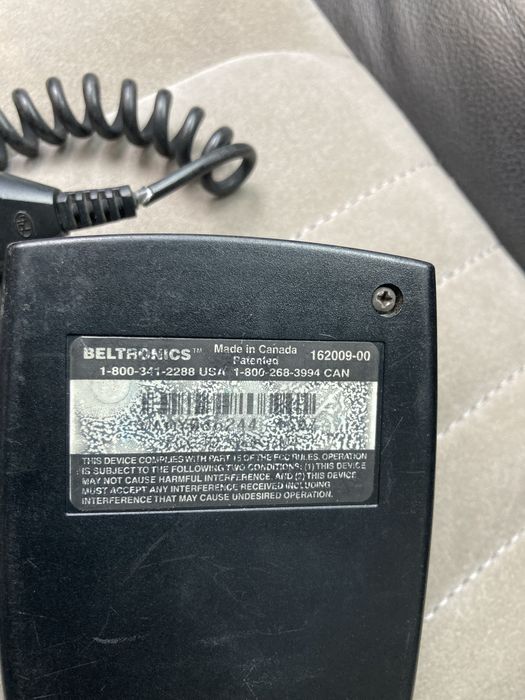 BELTRONICS™ Made in Canada 162009-00
Patented
1-800-341-2288 USA 1-800-268-3994 CAN
THIS DEVICE COMPLIES WITH PART 15 OF THE FCC RULES. OPERATION
IS SUBJECT TO THE FOLLOWING TWO CONDITIONS: (1) THIS DEVICE
MAY NOT CAUSE HARMFUL INTERFERENCE, AND (2) THIS DEVICE
MUST ACCEPT ANY INTERFERENCE RECEIVED INCLUDING
INTERFERENCE THAT MAY CAUSE UNDESIRED OPERATION.